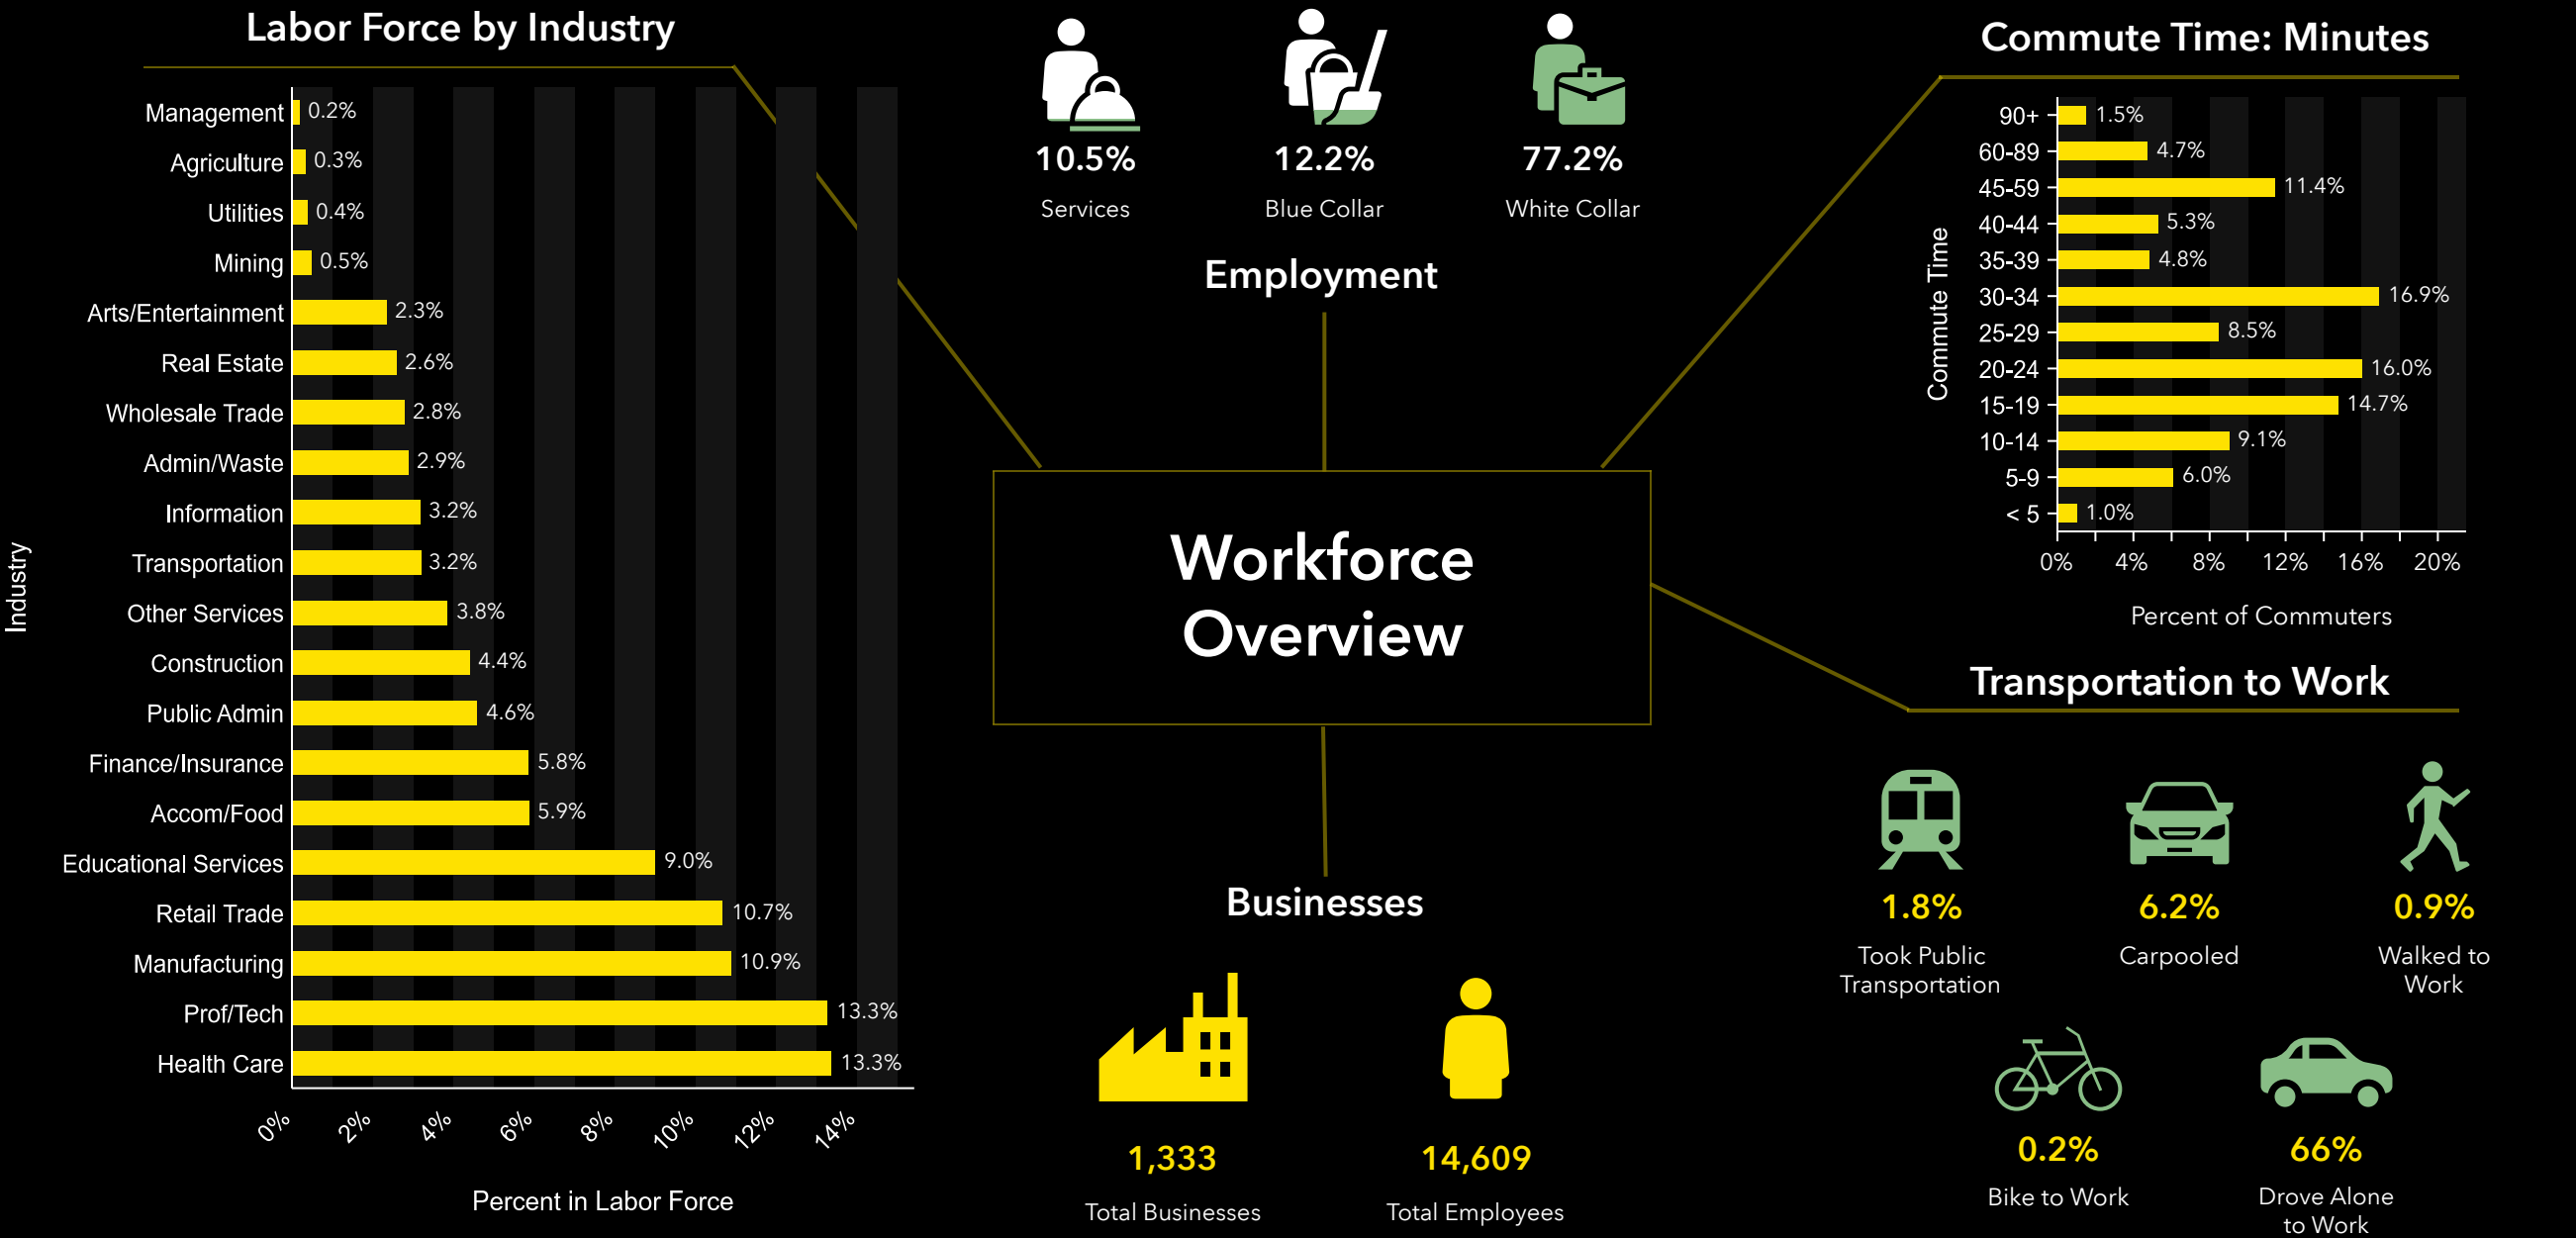 Labor Force by Industry
Industry
Management 0.2%
Agriculture 0.3%
Utilities 0.4%
Mining 0.5%
Arts/Entertainment 2.3%
Real Estate 2.6%
Wholesale Trade 2.8%
Admin/Waste 2.9%
Information 3.2%
Transportation 3.2%
Other Services 3.8%
Construction 4.4%
Public Admin 4.6%
Finance/Insurance 5.8%
Accom/Food 5.9%
Educational Services 9.0%
Retail Trade 10.7%
Manufacturing 10.9%
Prof/Tech 13.3%
Health Care 13.3%
0% 2% 4% 6% 8% 10% 12% 14%
Percent in Labor Force
10.5% 12.2% 77.2%
Services Blue Collar White Collar
Employment
Workforce
Overview
Businesses
1,333 14,609
Total Businesses Total Employees
Commute Time: Minutes
Commute Time
90+ 1.5%
60-89 4.7%
45-59 11.4%
40-44 5.3%
35-39 4.8%
30-34 16.9%
25-29 8.5%
20-24 16.0%
15-19 14.7%
10-14 9.1%
5-9 6.0%
< 5 1.0%
0% 4% 8% 12% 16% 20%
Percent of Commuters
Transportation to Work
1.8% 6.2% 0.9%
Took Public Carpooled Walked to
Transportation Work
0.2% 66%
Bike to Work Drove Alone
to Work